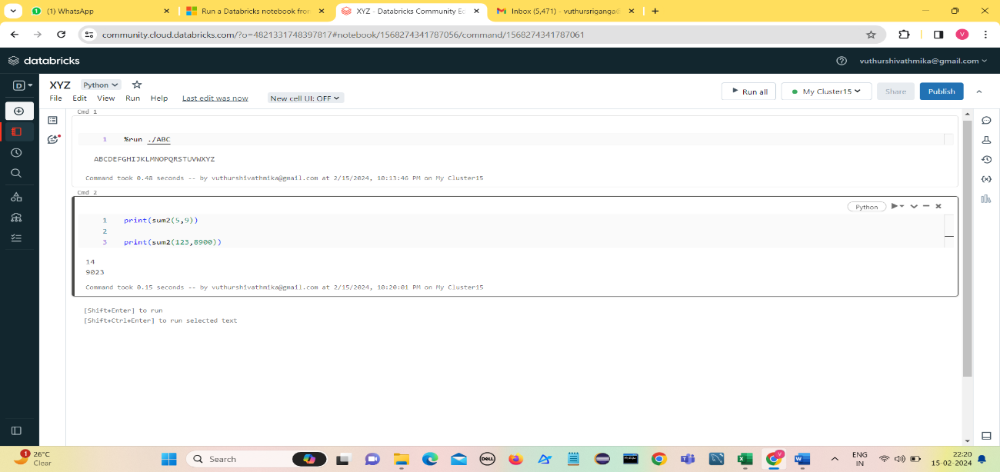 (1) WhatsApp
Run a Databricks notebook from
XYZ - Databricks Community Ed
Inbox (5,471) - vuthursriganga@
community.cloud.databricks.com/?o=4821331748397817#notebook/1568274341787056/command/1568274341787061
V
databricks
vuthurshivathmika@gmail.com
D
XYZ Python
File Edit View Run Help Last edit was now New cell UI: OFF
Run all My Cluster15 Share Publish
Cmd 1
1 %run ./ABC
ABCDEFGHIJKLMNOPQRSTUVWXYZ
Command took 0.48 seconds -- by vuthurshivathmika@gmail.com at 2/15/2024, 10:13:46 PM on My Cluster15
Cmd 2
Python
1 print(sum2(5,9))
2
3 print(sum2(123,8900))
14
9023
Command took 0.15 seconds -- by vuthurshivathmika@gmail.com at 2/15/2024, 10:20:01 PM on My Cluster15
[Shift+Enter] to run
[Shift+Ctrl+Enter] to run selected text
1
26°C
Clear
Search
DELL
ENG
IN
22:20
15-02-2024